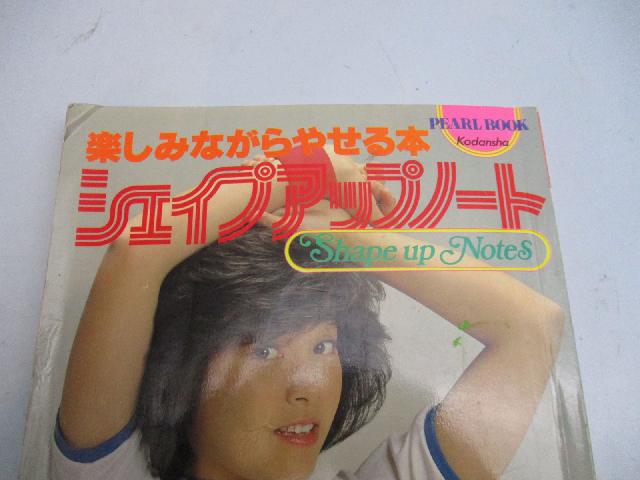 PEARL BOOK
Kodansha
楽しみながらやせる本
シェイプアップノート
Shape up Notes